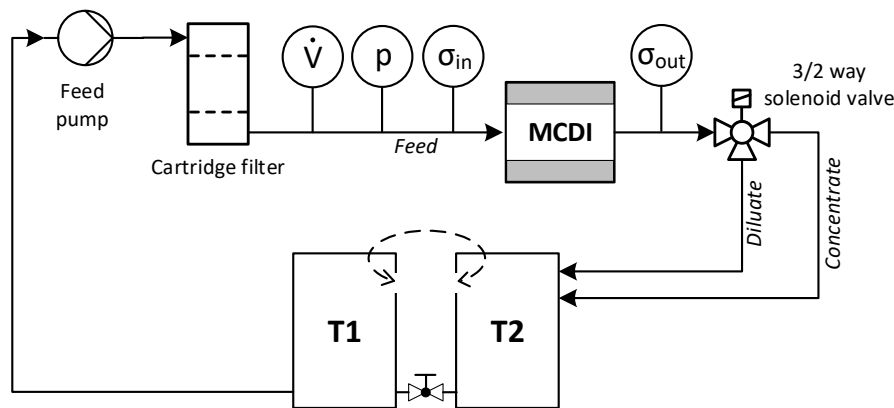 Feed
pump
Cartridge filter
V̇
p
σin
Feed
MCDI
σout
3/2 way
solenoid valve
Diluate
Concentrate
T1
T2